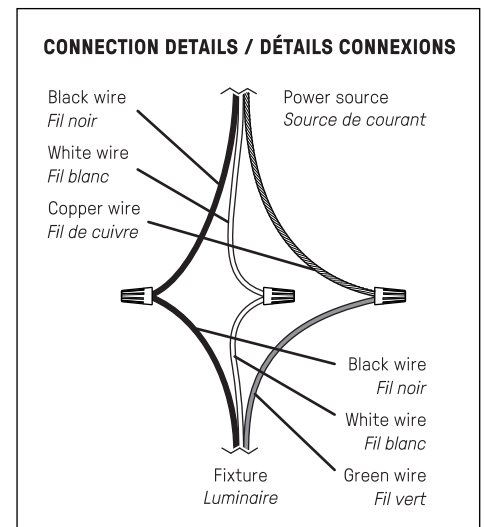 CONNECTION DETAILS / DÉTAILS CONNEXIONS
Black wire
Fil noir
White wire
Fil blanc
Copper wire
Fil de cuivre
Power source
Source de courant
Black wire
Fil noir
White wire
Fil blanc
Green wire
Fil vert
Fixture
Luminaire